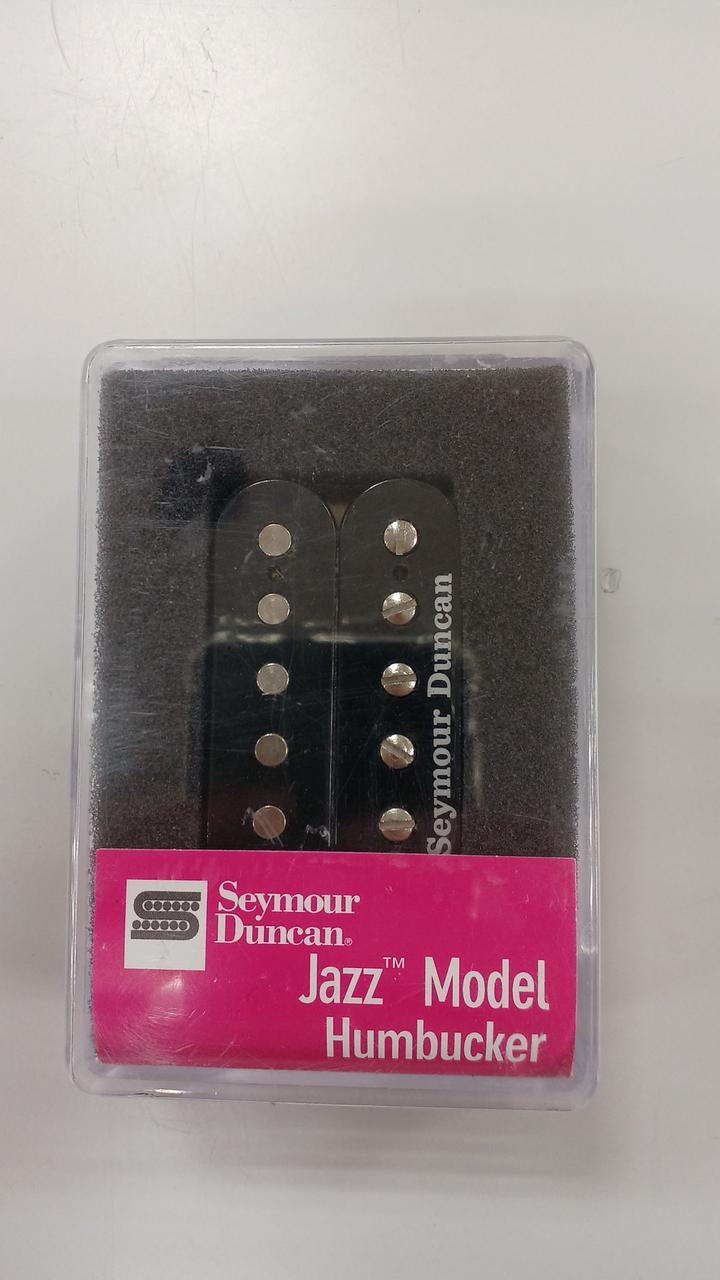 Seymour Duncan
Seymour
Duncan®
Jazz™ Model
Humbucker